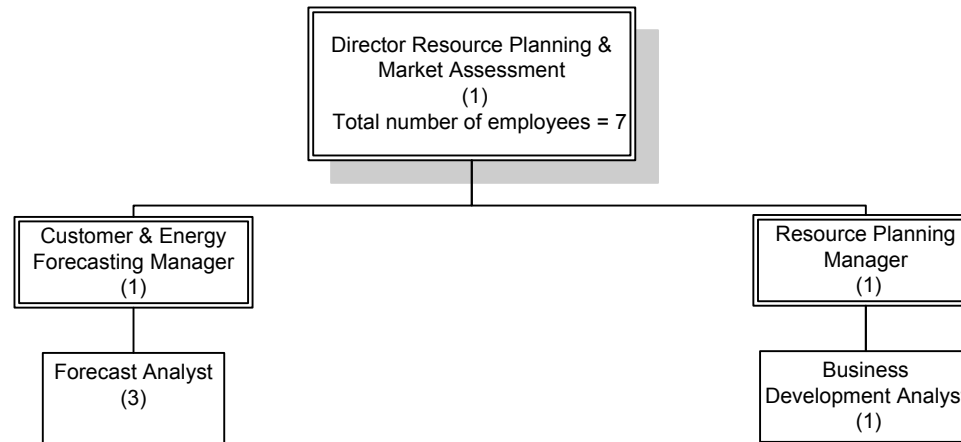 Director Resource Planning &
Market Assessment
(1)
Total number of employees = 7
Customer & Energy
Forecasting Manager
(1)
Resource Planning
Manager
(1)
Forecast Analyst
(3)
Business
Development Analys
(1)